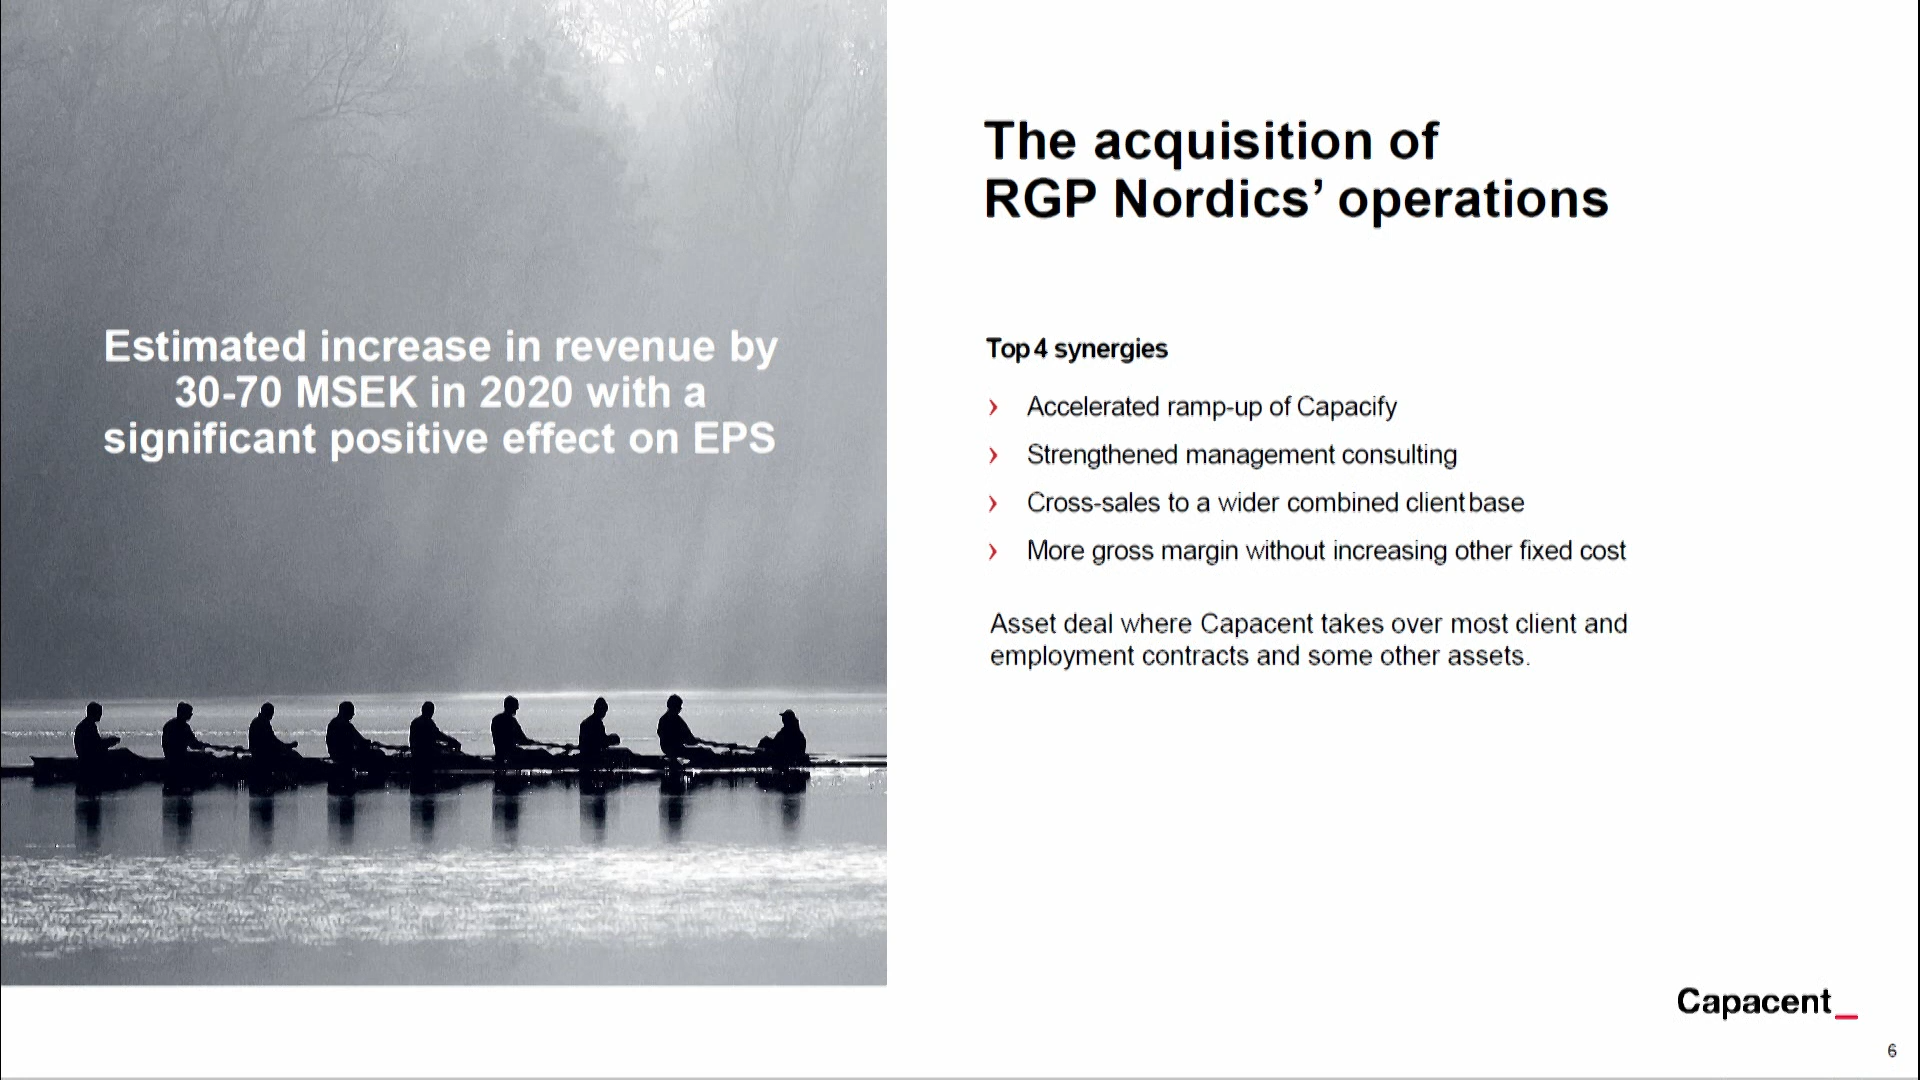 The acquisition of
RGP Nordics’ operations
Estimated increase in revenue by
30-70 MSEK in 2020 with a
significant positive effect on EPS
Top 4 synergies
› Accelerated ramp-up of Capacify
› Strengthened management consulting
› Cross-sales to a wider combined client base
› More gross margin without increasing other fixed cost
Asset deal where Capacent takes over most client and
employment contracts and some other assets.
Capacent_
6